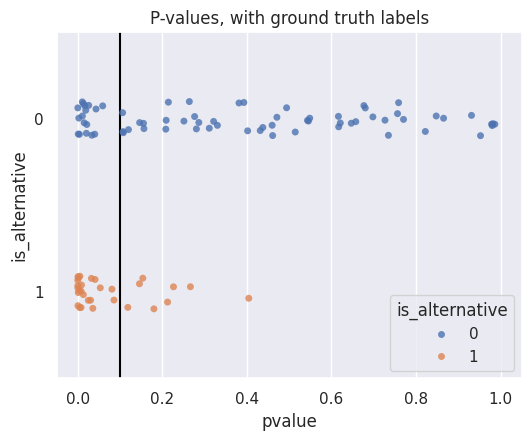 P-values, with ground truth labels
is_alternative
0
1
is_alternative
0
1
0.0 0.2 0.4 0.6 0.8 1.0
pvalue